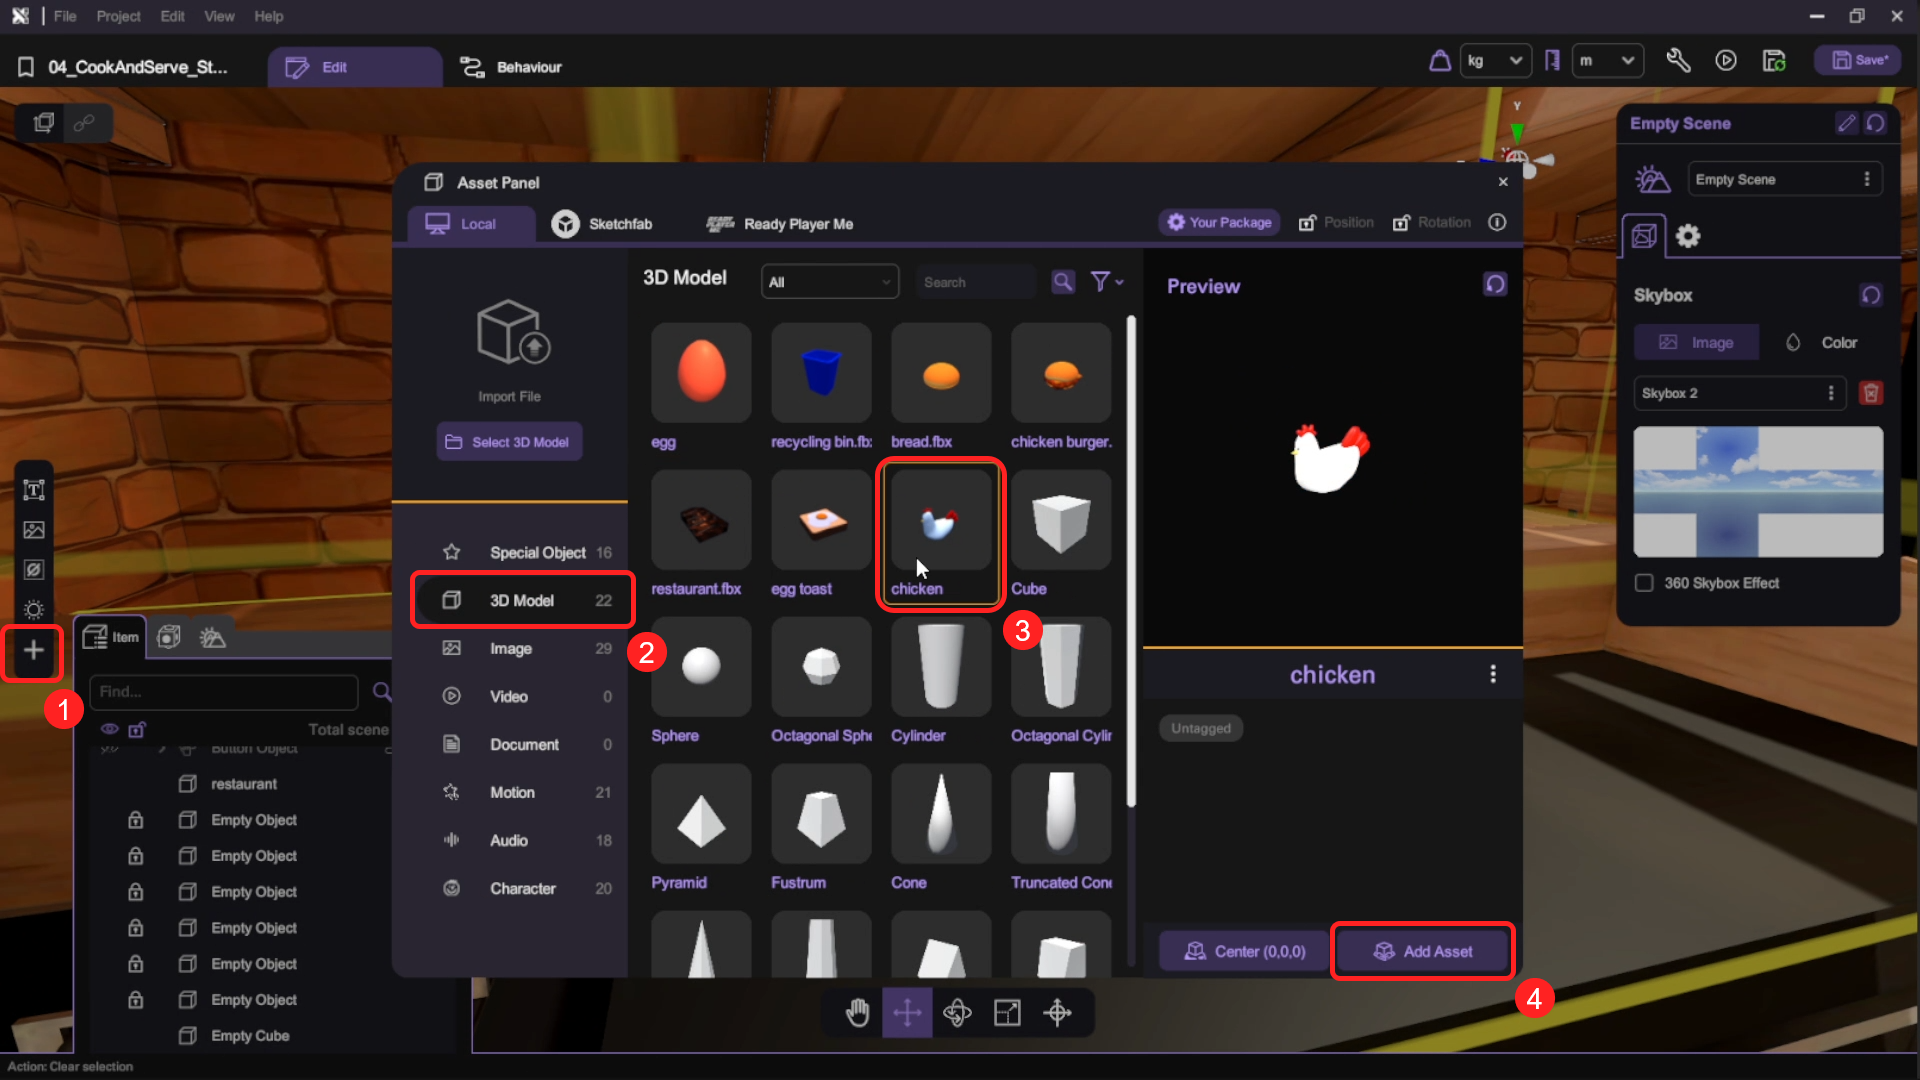 File Project Edit View Help
04_CookAndServe_St... Edit Behaviour kg m Save*
Y
Empty Scene
Empty Scene
Asset Panel
Local Sketchfab Ready Player Me Your Package Position Rotation
Import File
Select 3D Model
Special Object 16
3D Model 22
Image 29
Video 0
Document 0
Motion 21
Audio 18
Character 20
3D Model All Search
egg recycling bin.fb bread.fbx chicken burger.
restaurant.fbx egg toast chicken Cube
Sphere Octagonal Sph Cylinder Octagonal Cylin
Pyramid Fustrum Cone Truncated Cone
Preview
chicken
Untagged
Center (0,0,0) Add Asset
Skybox
Image Color
Skybox 2
360 Skybox Effect
1
2
3
4
Item
Find...
Total scene
Button Object
restaurant
Empty Object
Empty Object
Empty Object
Empty Object
Empty Object
Empty Object
Empty Cube
Action: Clear selection